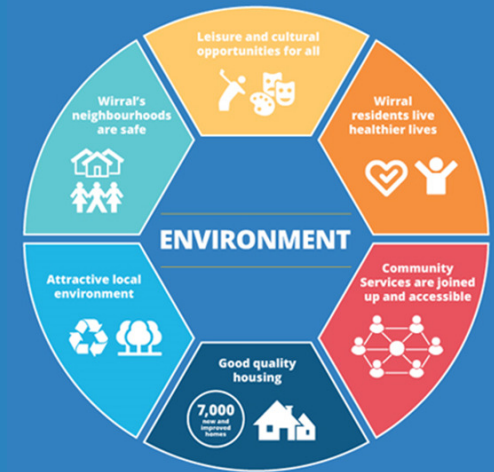 Leisure and cultural
opportunities for all
Wirral
residents live
healthier lives
Community
Services are joined
up and accessible
Good quality
housing
7,000
new and
improved
homes
Attractive local
environment
Wirral's
neighbourhoods
are safe
ENVIRONMENT